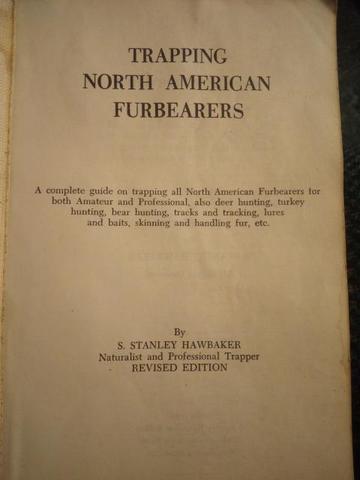 TRAPPING
NORTH AMERICAN
FURBEARERS
A complete guide on trapping all North American Furbearers for
both Amateur and Professional, also deer hunting, turkey
hunting, bear hunting, tracks and tracking, lures
and baits, skinning and handling fur, etc.
By
S. STANLEY HAWBAKER
Naturalist and Professional Trapper
REVISED EDITION